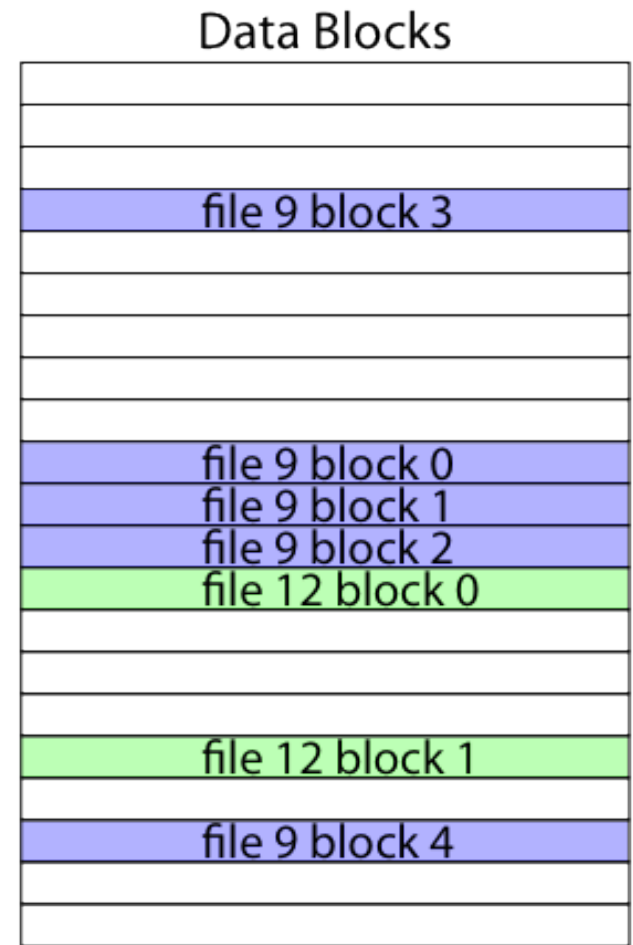 Data Blocks
file 9 block 3
file 9 block 0
file 9 block 1
file 9 block 2
file 12 block 0
file 12 block 1
file 9 block 4